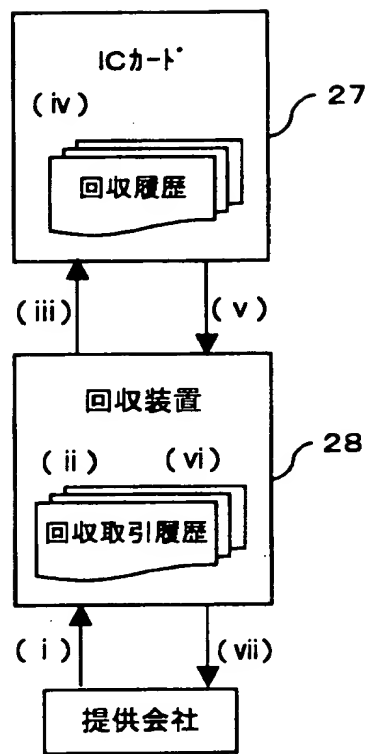 ICカード
(iv)
27
回収履歴
(iii)
(v)
回収装置
(ii)
(vi)
28
回収取引履歴
(i)
(vii)
提供会社